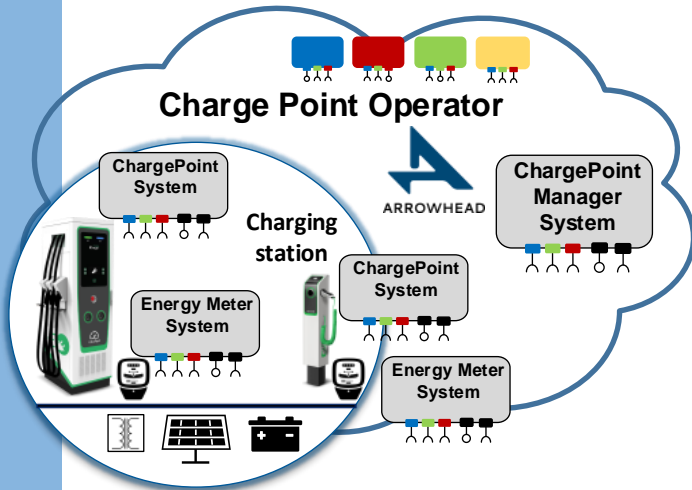 Charge Point Operator
ChargePoint
System
ARROWHEAD
ChargePoint
Manager
System
Charging
station
ChargePoint
System
Energy Meter
System
Energy Meter
System